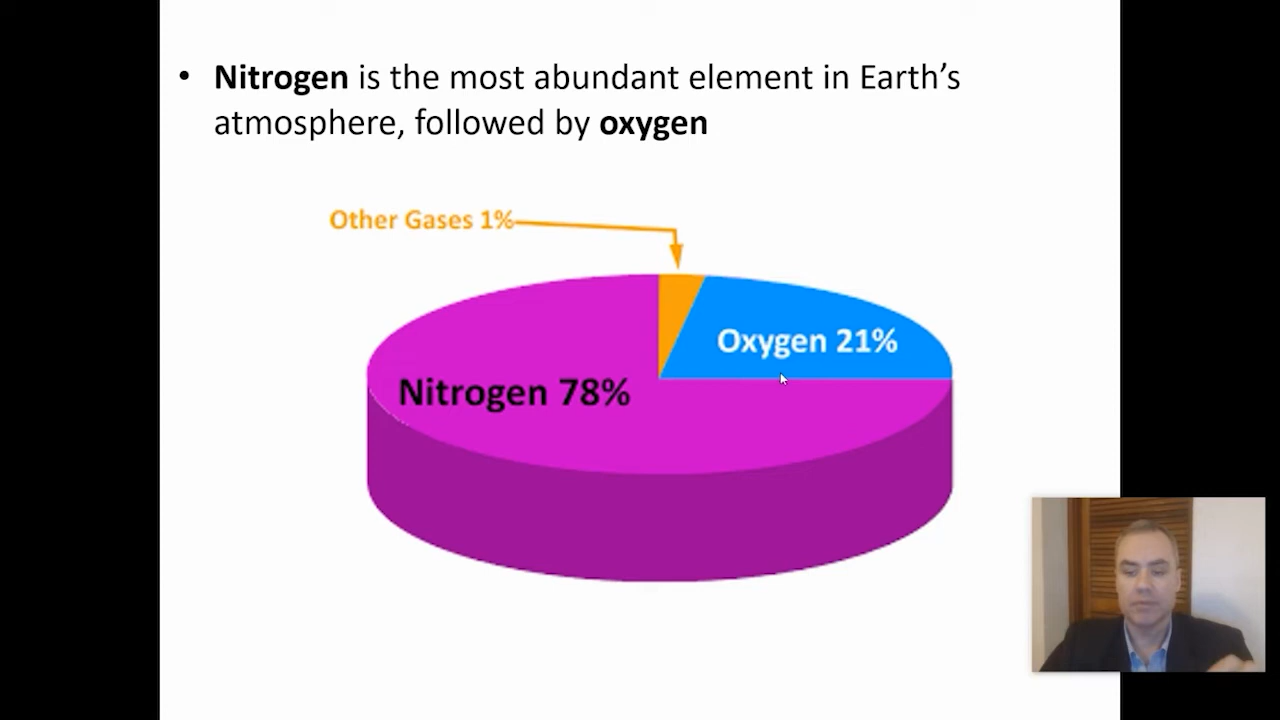 • Nitrogen is the most abundant element in Earth’s
atmosphere, followed by oxygen
Other Gases 1%
Oxygen 21%
Nitrogen 78%